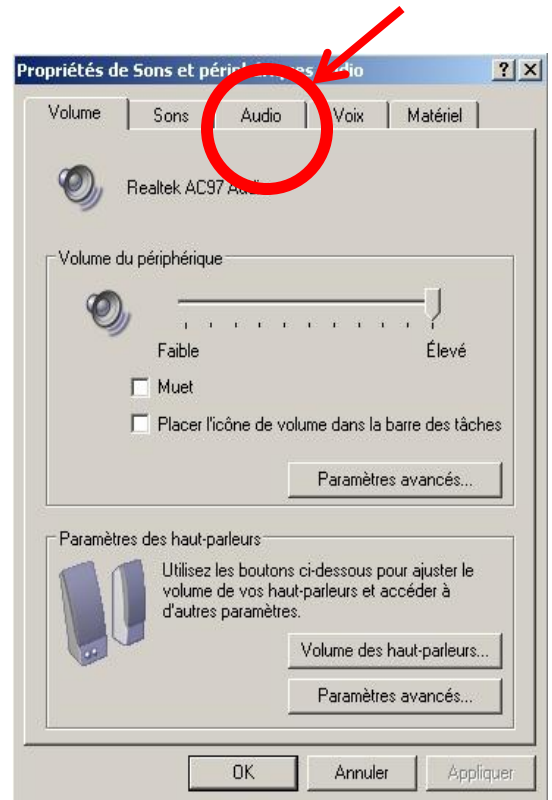 Propriétés de Sons et périphériques audio
Volume Sons Audio Voix Matériel
Realtek AC97 Audio
Volume du périphérique
Faible Élevé
Muet
Placer l'icône de volume dans la barre des tâches
Paramètres avancés...
Paramètres des haut-parleurs
Utilisez les boutons ci-dessous pour ajuster le
volume de vos haut-parleurs et accéder à
d'autres paramètres.
Volume des haut-parleurs...
Paramètres avancés...
OK Annuler Appliquer